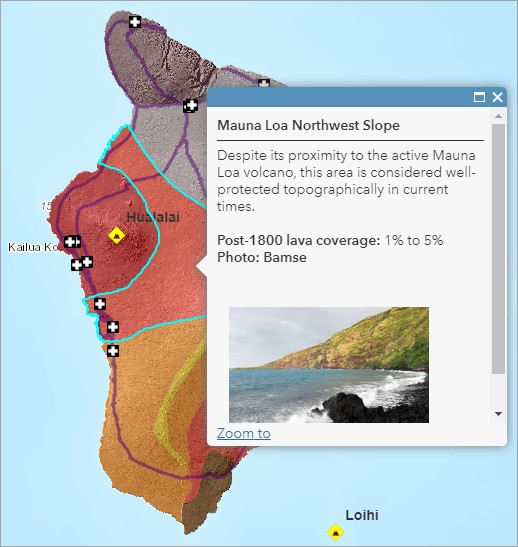 Mauna Loa Northwest Slope
Despite its proximity to the active Mauna
Loa volcano, this area is considered well-
protected topographically in current
times.
Post-1800 lava coverage: 1% to 5%
Photo: Bamse
Zoom to
Hualalai
15
Kailua Ko
Loihi